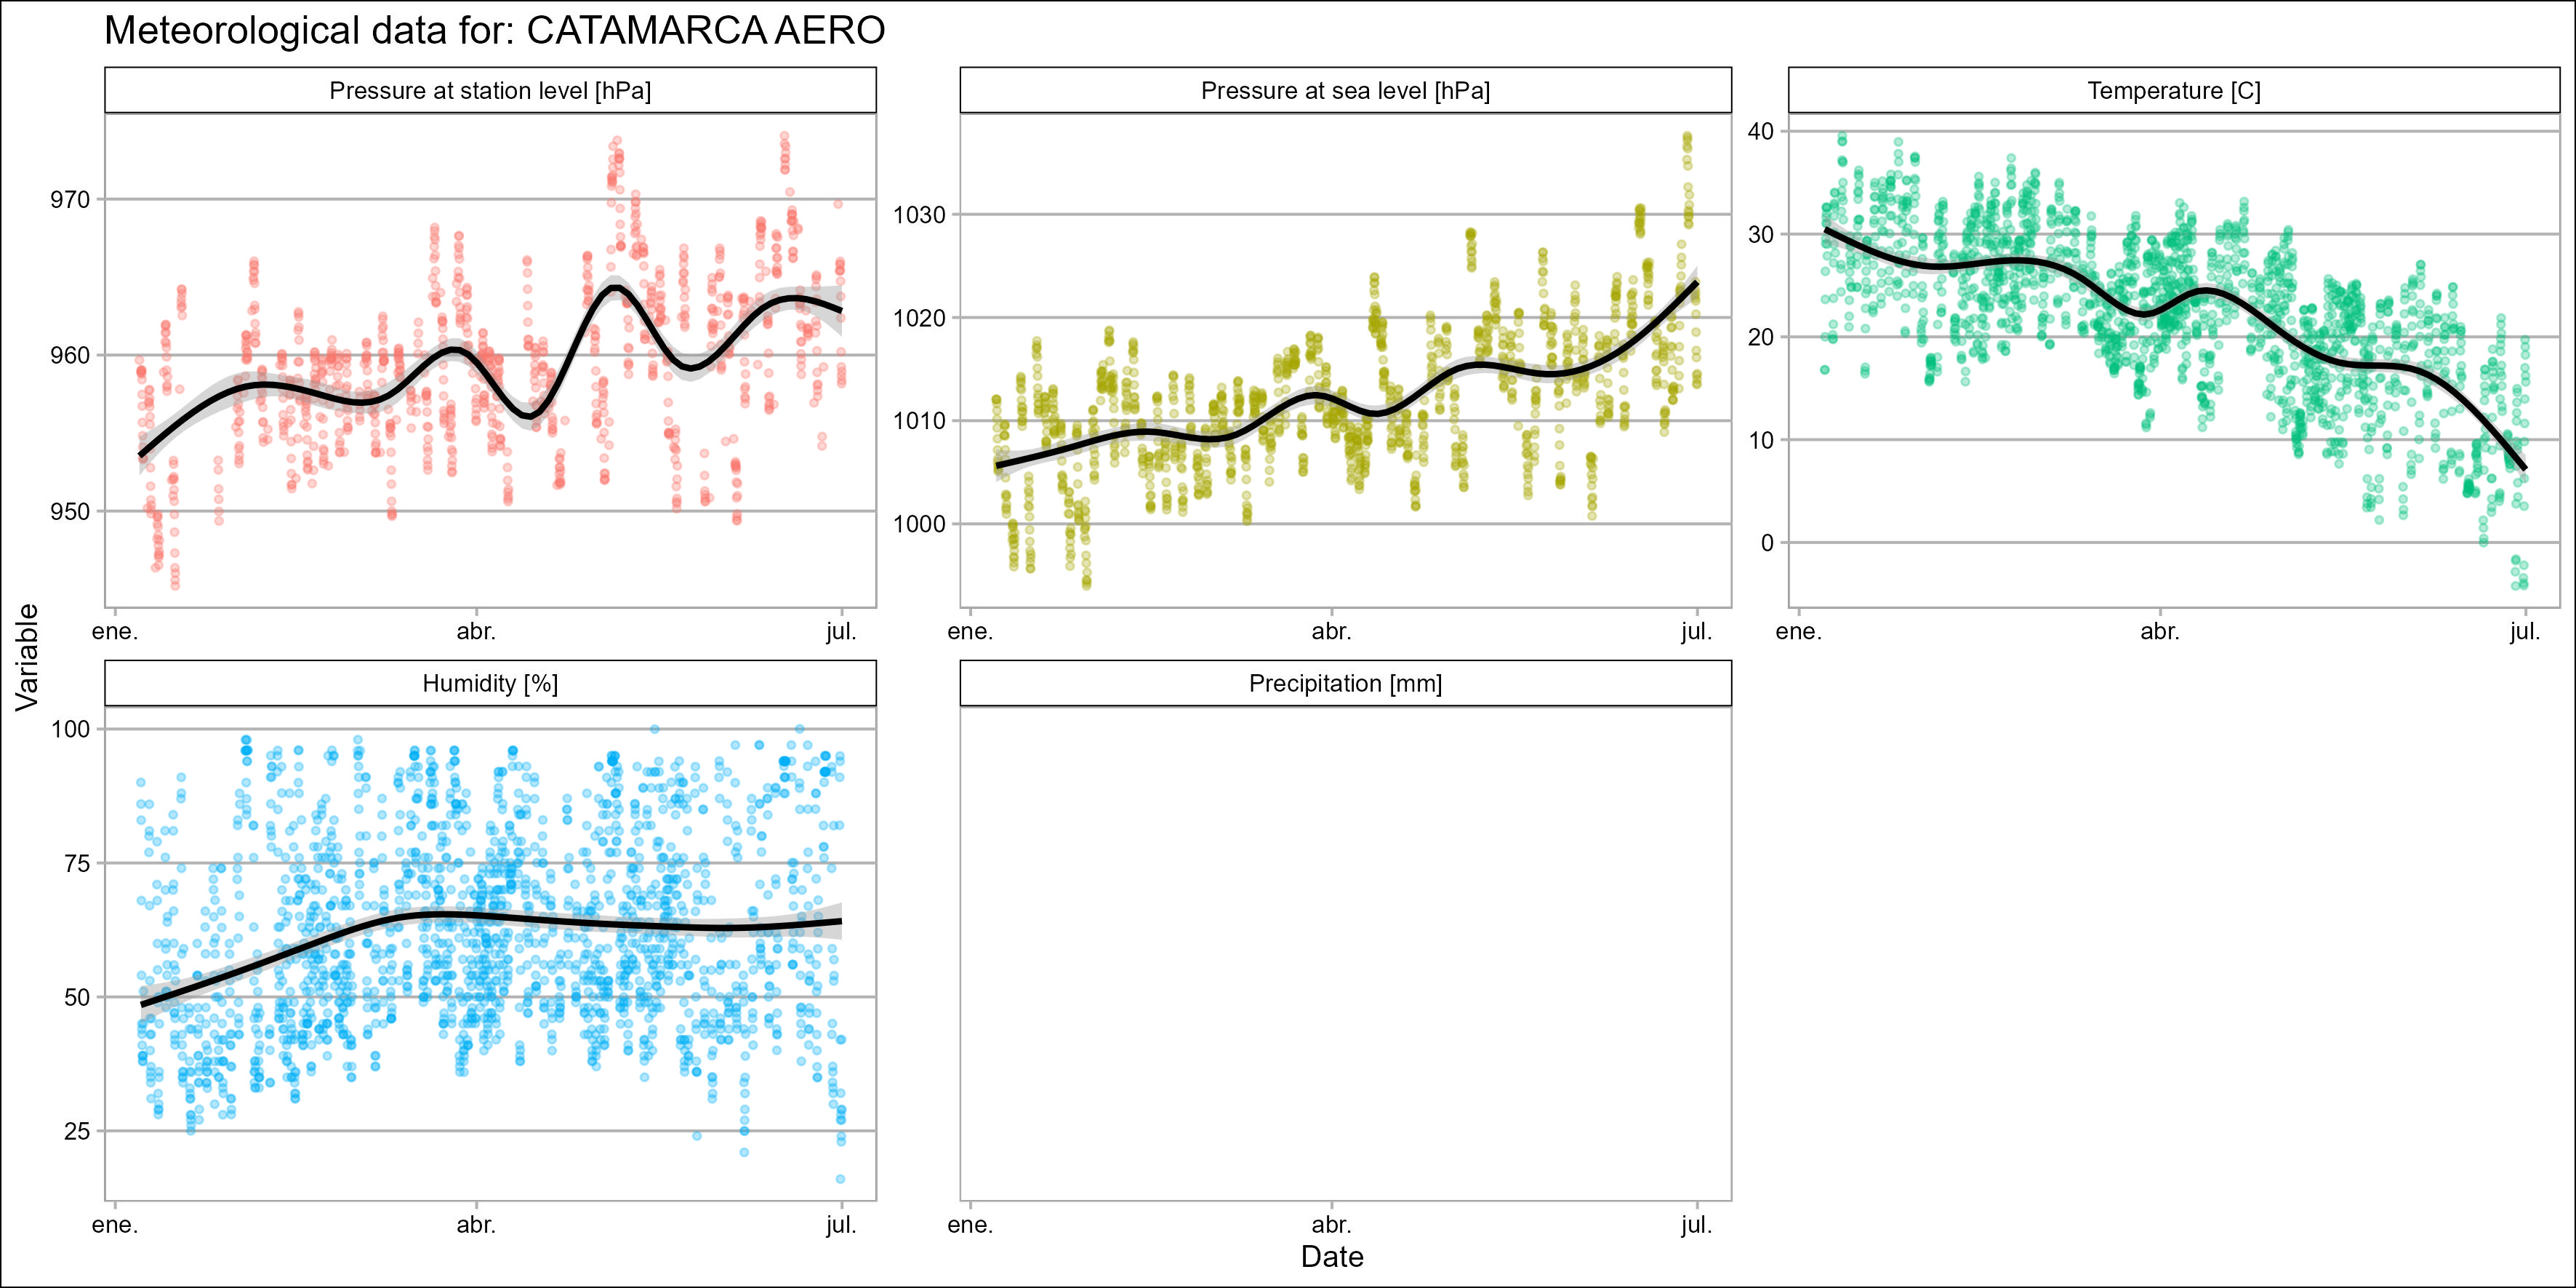 Meteorological data for: CATAMARCA AERO
Pressure at station level [hPa]
Pressure at sea level [hPa]
Temperature [C]
970
960
950
1030
1020
1010
1000
40
30
20
10
0
ene.
abr.
jul.
ene.
abr.
jul.
ene.
abr.
jul.
Variable
Humidity [%]
Precipitation [mm]
100
75
50
25
ene.
abr.
jul.
ene.
abr.
jul.
Date